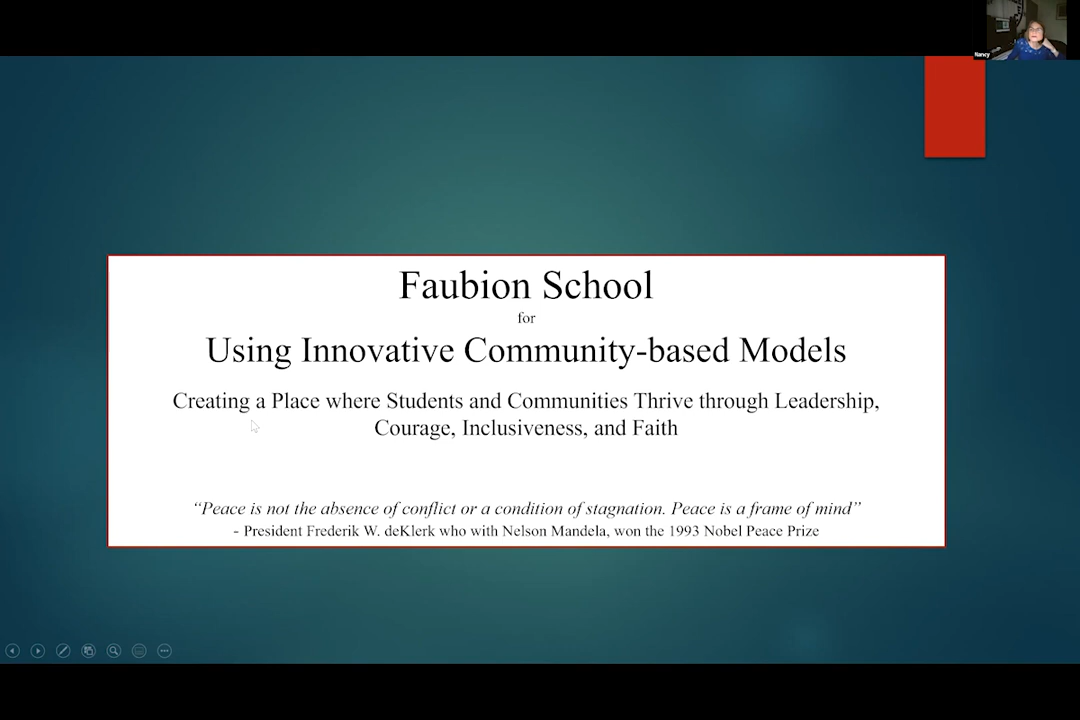 Nancy
Faubion School
for
Using Innovative Community-based Models
Creating a Place where Students and Communities Thrive through Leadership,
Courage, Inclusiveness, and Faith
“Peace is not the absence of conflict or a condition of stagnation. Peace is a frame of mind”
- President Frederik W. deKlerk who with Nelson Mandela, won the 1993 Nobel Peace Prize